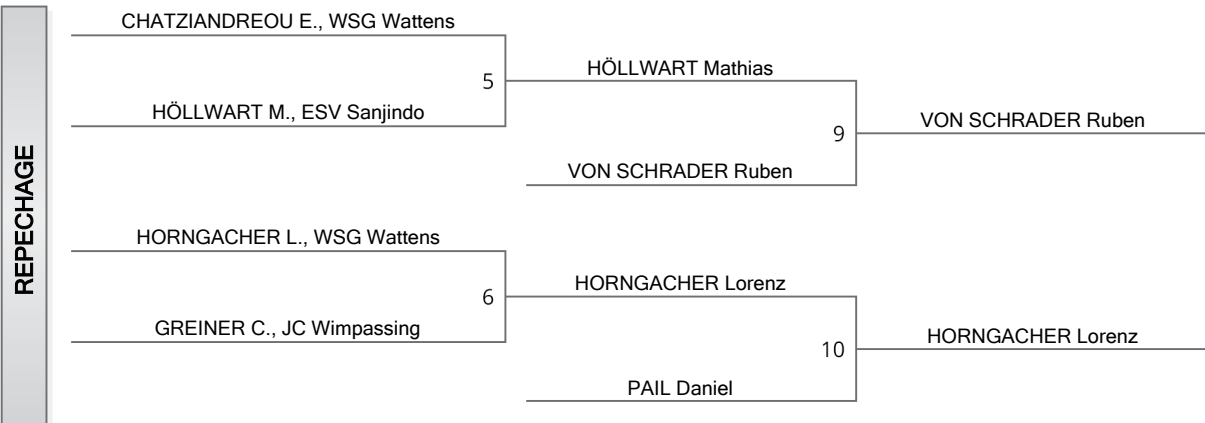 REPECHAGE
CHATZIANDREOU E., WSG Wattens
5
HÖLLWART M., ESV Sanjindo
HÖLLWART Mathias
9
VON SCHRADER Ruben
VON SCHRADER Ruben
HORNGACHER L., WSG Wattens
6
GREINER C., JC Wimpassing
HORNGACHER Lorenz
10
PAIL Daniel
HORNGACHER Lorenz